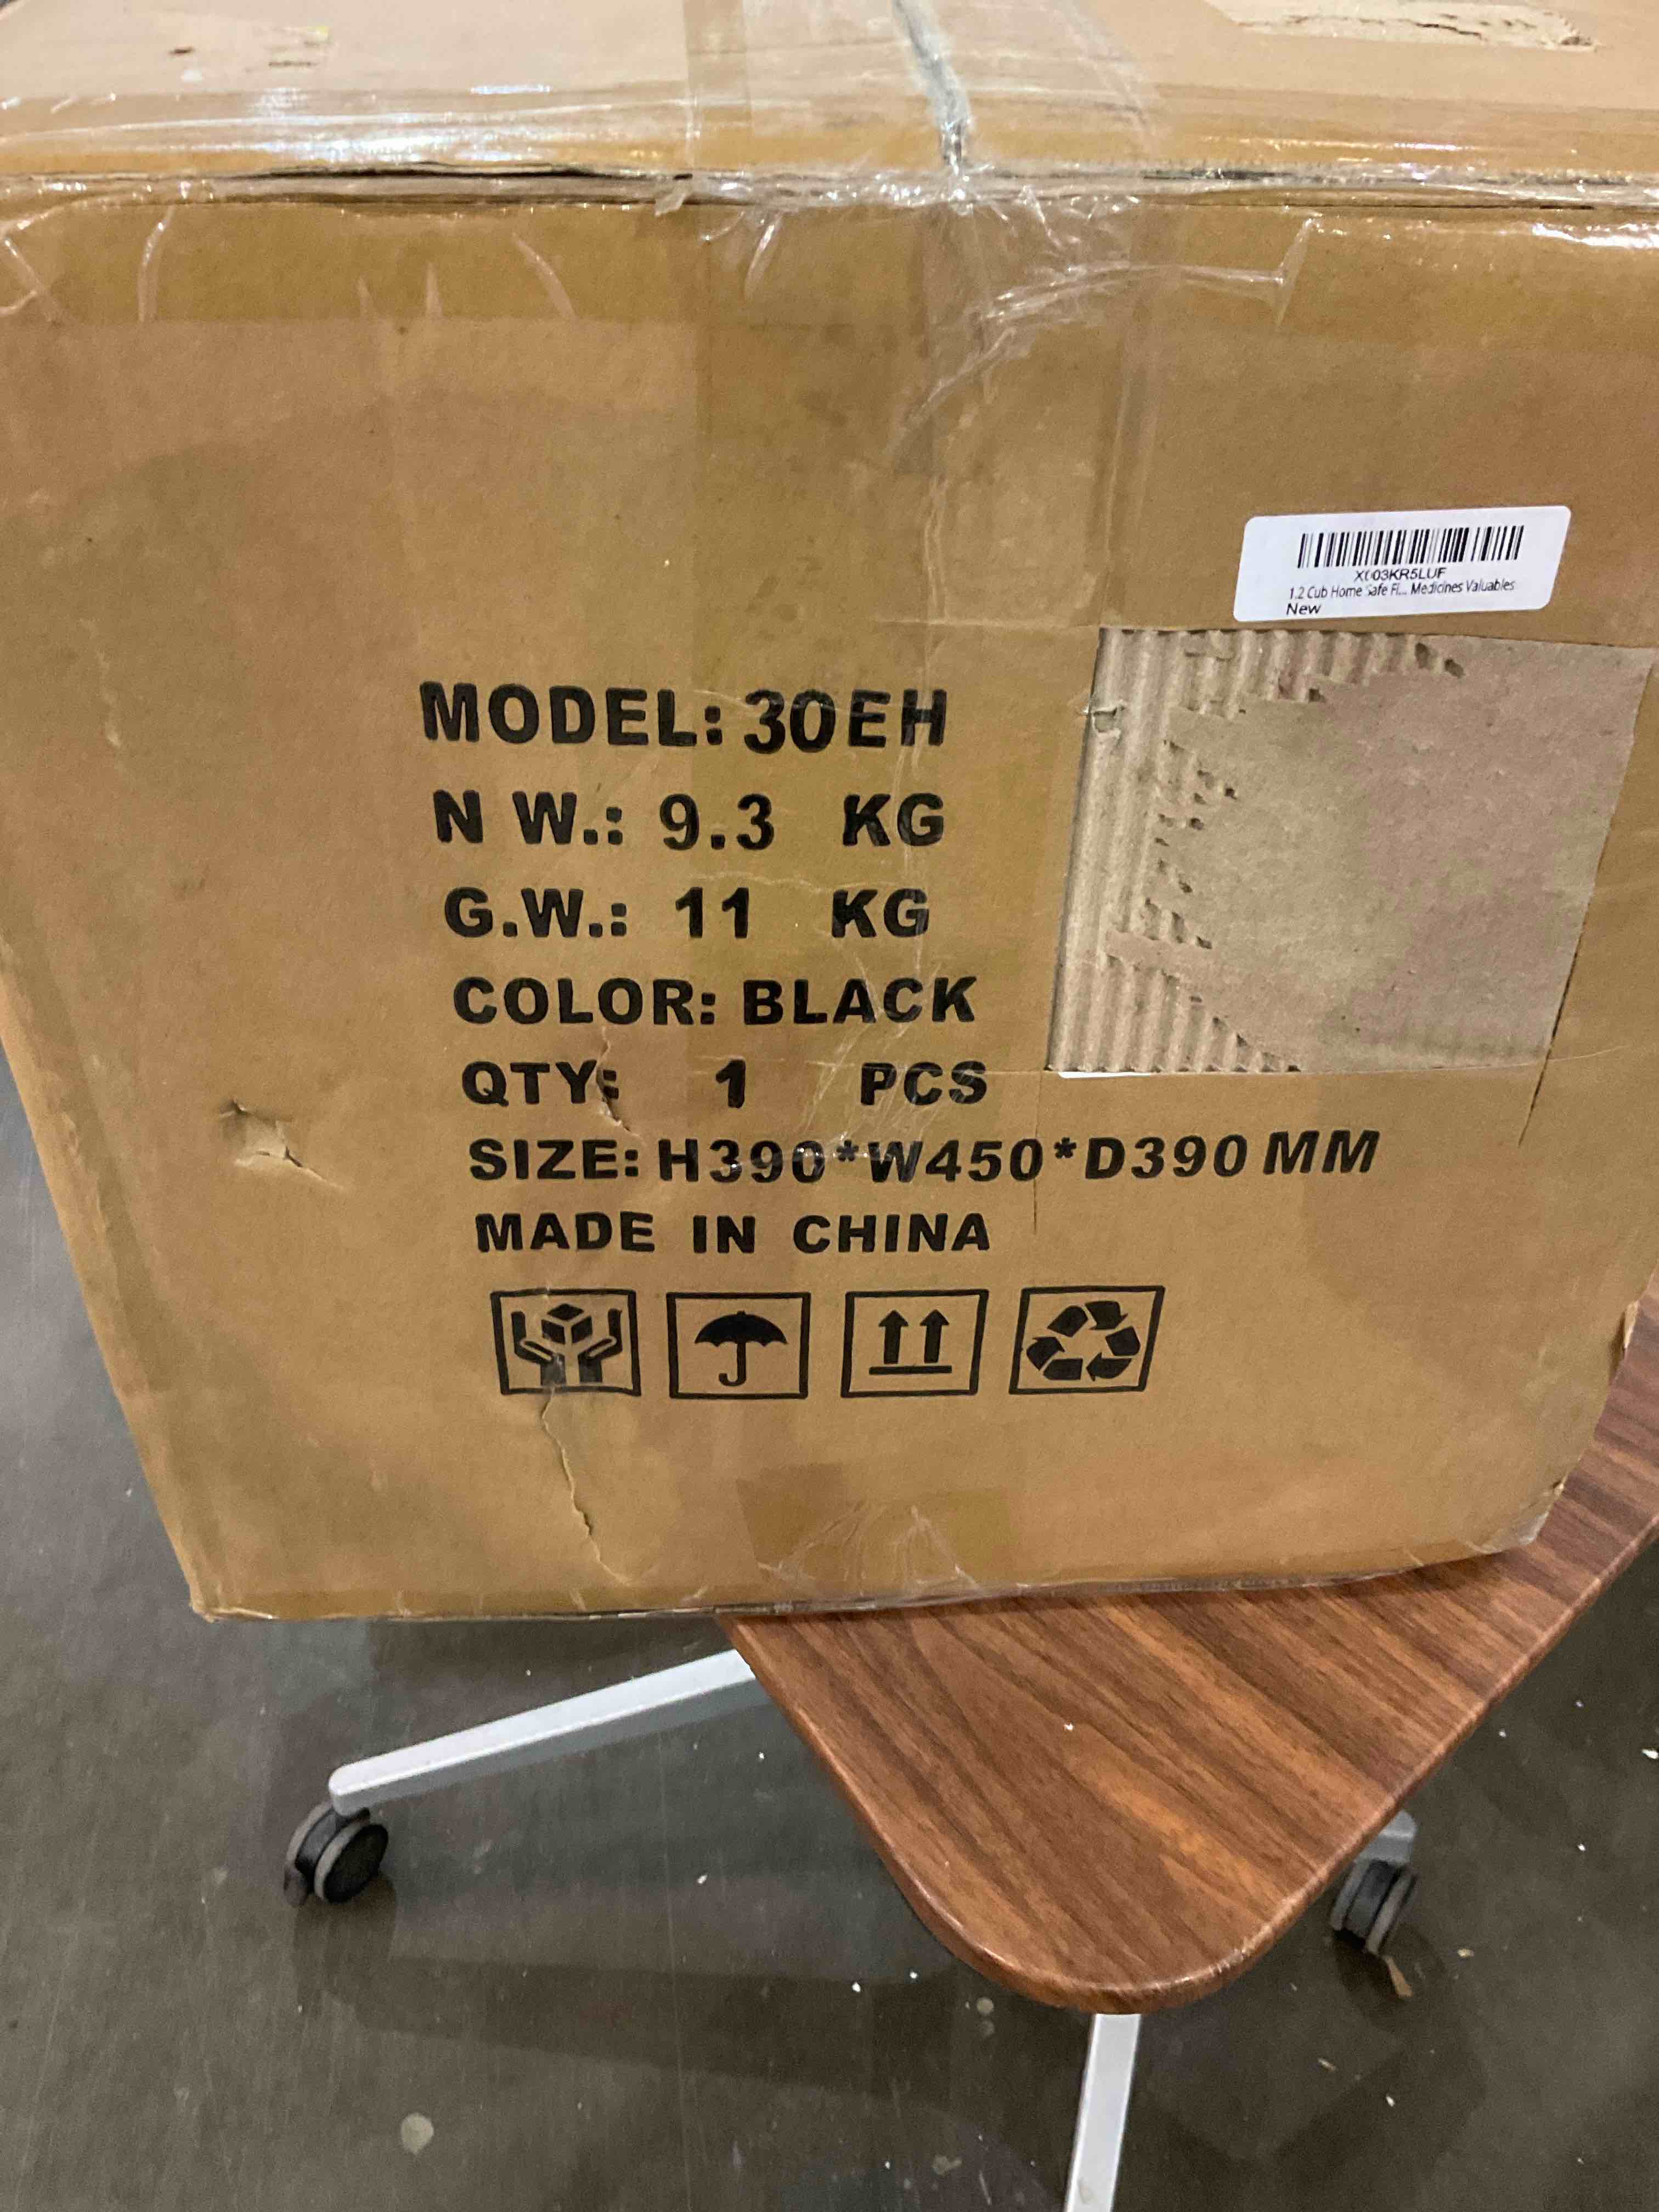 X003KR5LUF
1.2 Cub Home Safe Fi... Medicines Valuables
New
MODEL: 30EH
N W.: 9.3 KG
G.W.: 11 KG
COLOR: BLACK
QTY: 1 PCS
SIZE: H390*W450*D390 MM
MADE IN CHINA